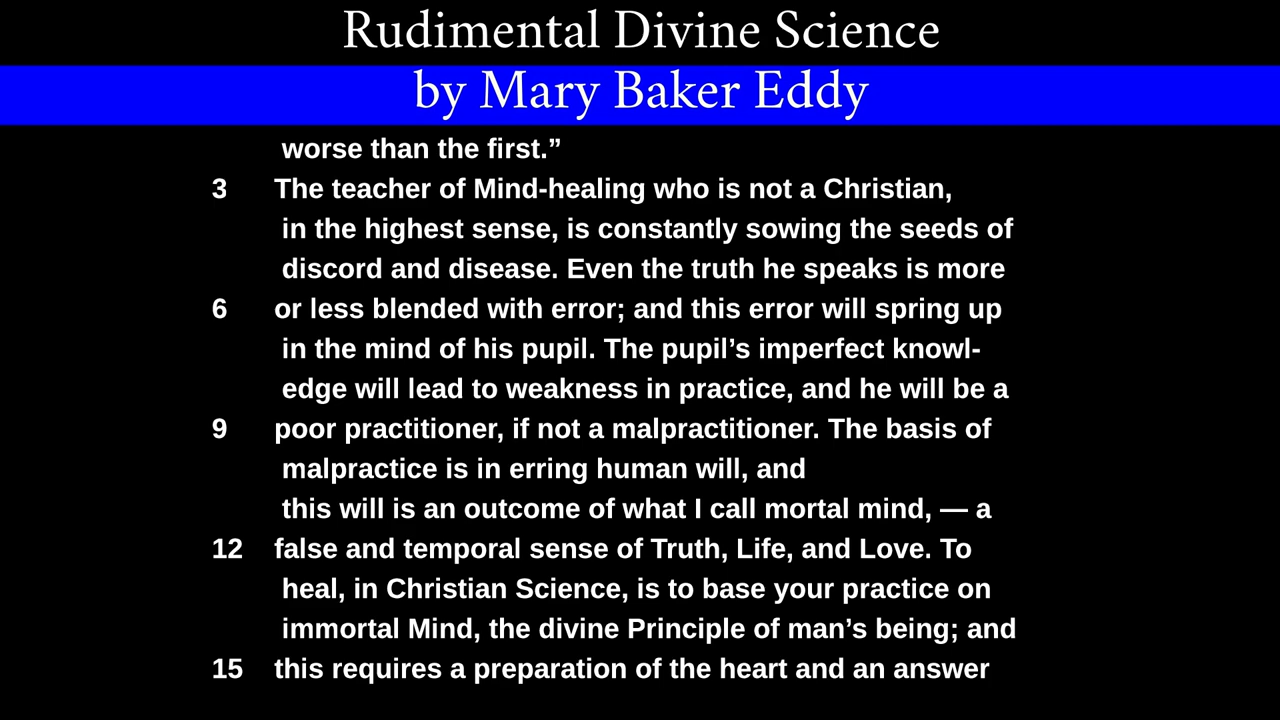 Rudimental Divine Science
by Mary Baker Eddy
worse than the first.”
3 The teacher of Mind-healing who is not a Christian,
in the highest sense, is constantly sowing the seeds of
discord and disease. Even the truth he speaks is more
6 or less blended with error; and this error will spring up
in the mind of his pupil. The pupil’s imperfect knowl-
edge will lead to weakness in practice, and he will be a
9 poor practitioner, if not a malpractitioner. The basis of
malpractice is in erring human will, and
this will is an outcome of what I call mortal mind, — a
12 false and temporal sense of Truth, Life, and Love. To
heal, in Christian Science, is to base your practice on
immortal Mind, the divine Principle of man’s being; and
15 this requires a preparation of the heart and an answer